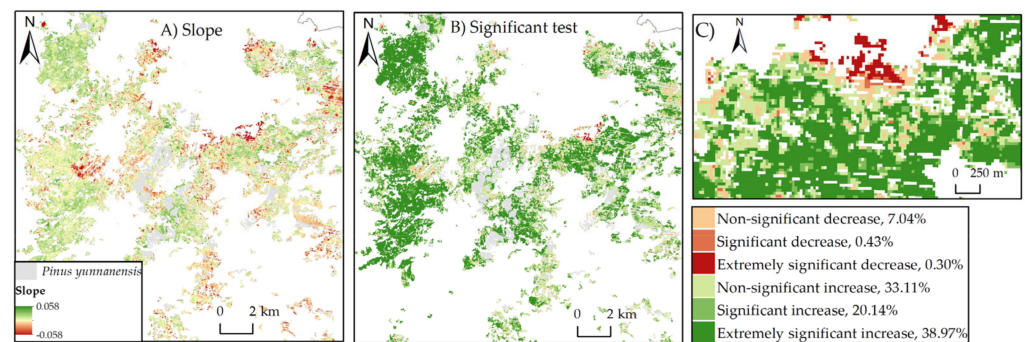 N
A) Slope
Pinus yunnanensis
Slope
0.058
-0.058
0 2 km
N
B) Significant test
0 2 km
C)
N
0 250 m
Non-significant decrease, 7.04%
Significant decrease, 0.43%
Extremely significant decrease, 0.30%
Non-significant increase, 33.11%
Significant increase, 20.14%
Extremely significant increase, 38.97%